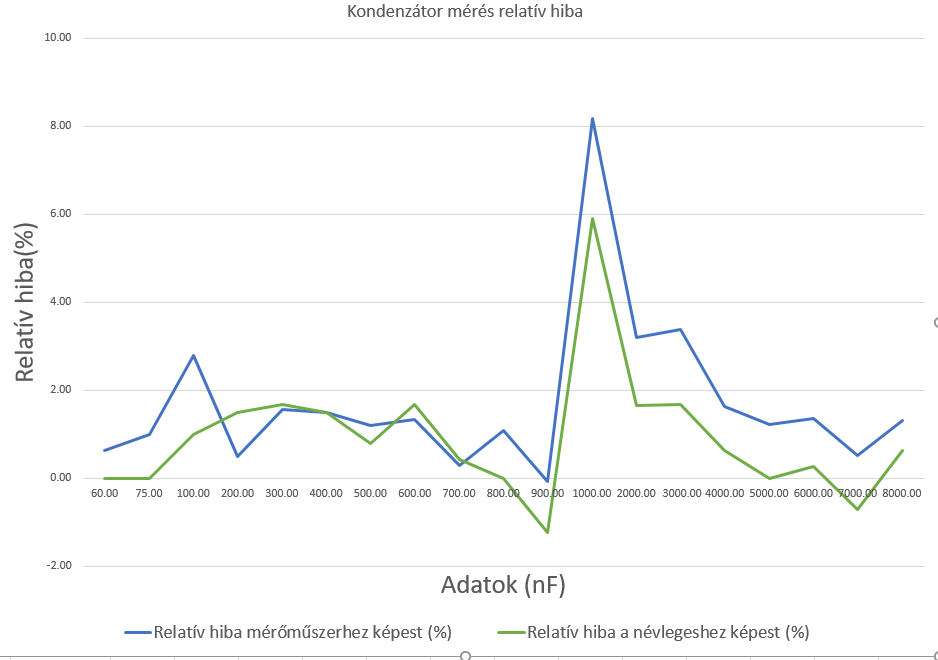 Kondenzátor mérés relatív hiba
10.00
8.00
6.00
4.00
2.00
0.00
-2.00
Relatív hiba(%)
60.00 75.00 100.00 200.00 300.00 400.00 500.00 600.00 700.00 800.00 900.00 1000.00 2000.00 3000.00 4000.00 5000.00 6000.00 7000.00 8000.00
Adatok (nF)
Relatív hiba mérőműszerhez képest (%) Relatív hiba a névlegeshez képest (%)